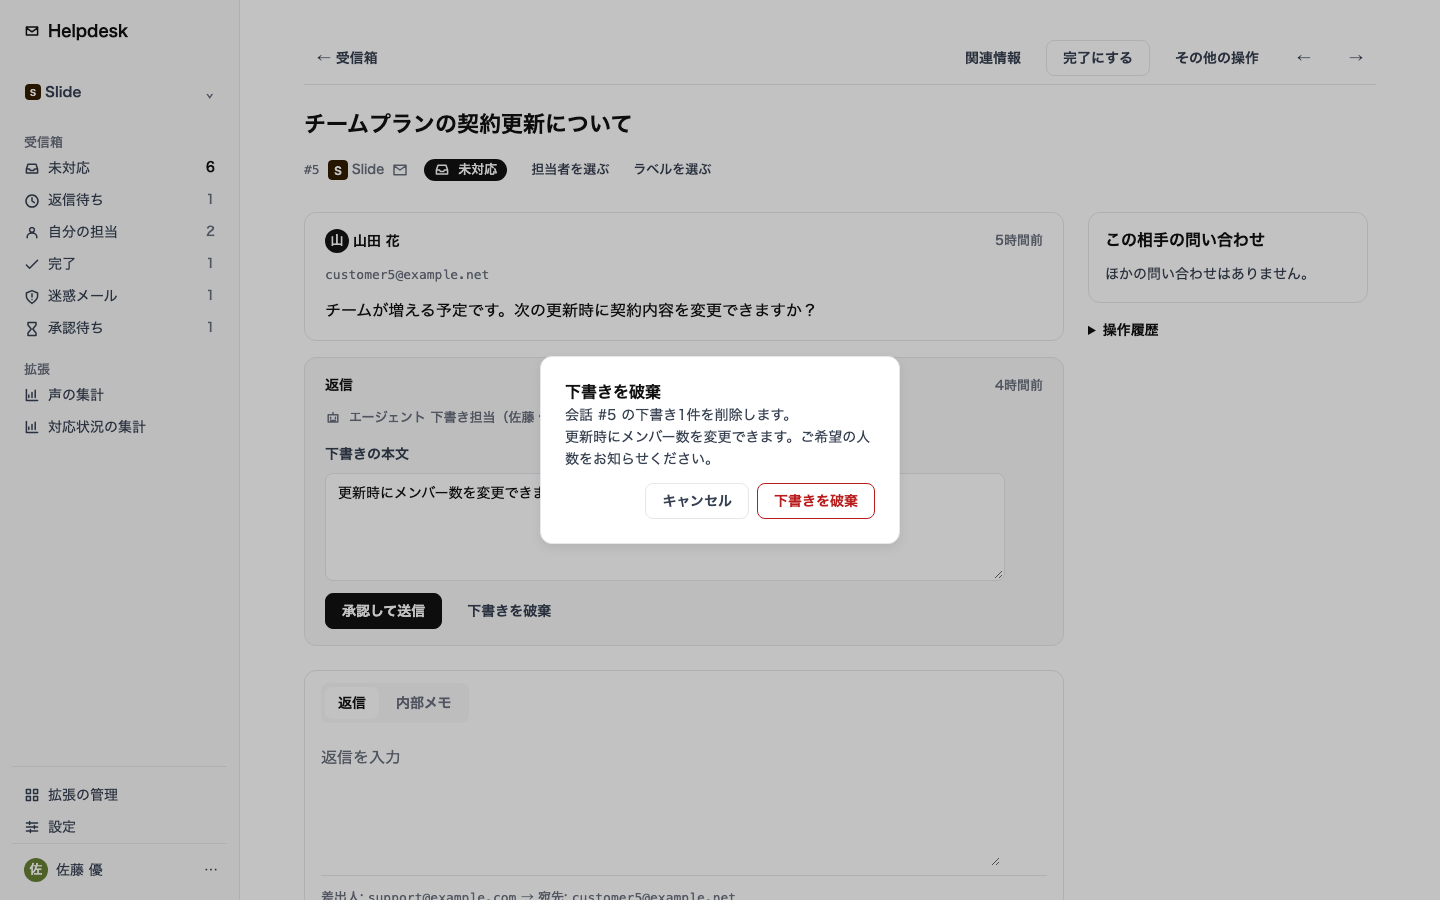 Helpdesk
S Slide
受信箱
未対応 6
返信待ち 1
自分の担当 2
完了 1
迷惑メール 1
承認待ち 1
拡張
声の集計
対応状況の集計
拡張の管理
設定
佐 佐藤 優 …
← 受信箱
関連情報 完了にする その他の操作 ← →
チームプランの契約更新について
#5 S Slide 未対応 担当者を選ぶ ラベルを選ぶ
山 山田 花 5時間前
customer5@example.net
チームが増える予定です。次の更新時に契約内容を変更できますか？
返信 4時間前
エージェント 下書き担当（佐藤
下書きの本文
更新時にメンバー数を変更できま
承認して送信 下書きを破棄
下書きを破棄
会話 #5 の下書き1件を削除します。
更新時にメンバー数を変更できます。ご希望の人
数をお知らせください。
キャンセル 下書きを破棄
返信 内部メモ
返信を入力
差出人: support@example.com → 宛先: customer5@example.net
この相手の問い合わせ
ほかの問い合わせはありません。
▶ 操作履歴